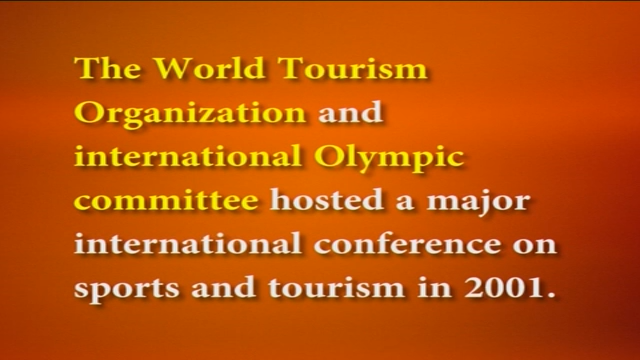 The World Tourism
Organization and
international Olympic
committee hosted a major
international conference on
sports and tourism in 2001.